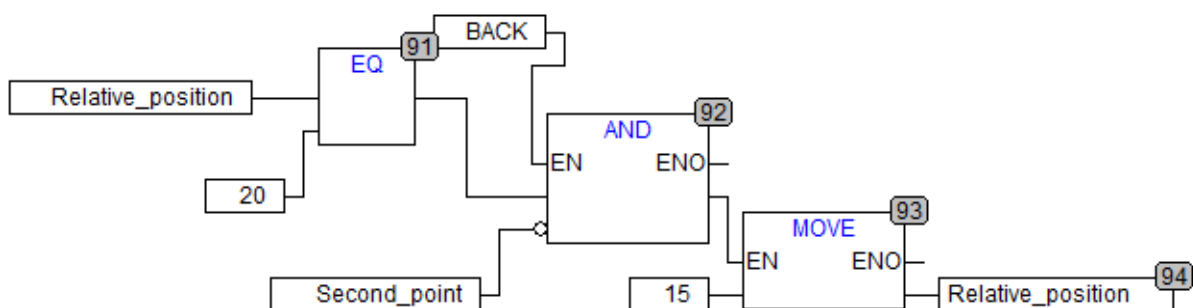 BACK
91
EQ
Relative_position
92
AND
EN ENO
20
93
MOVE
EN ENO
94
Second_point
15
Relative_position